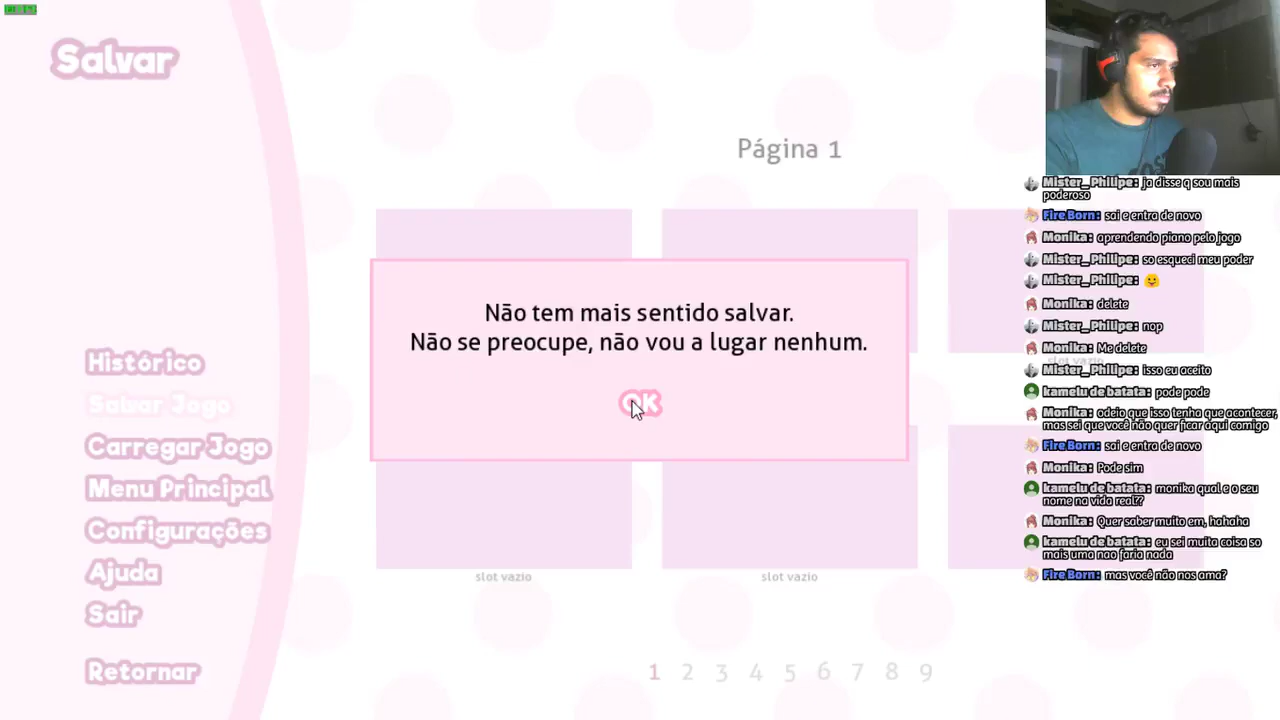 Salvar
Página 1
Não tem mais sentido salvar.
Não se preocupe, não vou a lugar nenhum.
OK
Histórico
Salvar Jogo
Carregar Jogo
Menu Principal
Configurações
Ajuda
Sair
Retornar
slot vazio
slot vazio
slot vazio
1 2 3 4 5 6 7 8 9
Mister_Philipe: ja disse q sou mais
poderoso
Fire Born: sai e entra de novo
Monika: aprendendo piano pelo jogo
Mister_Philipe: so esqueci meu poder
Mister_Philipe: 
Monika: delete
Mister_Philipe: nop
Monika: Me delete
Mister_Philipe: isso eu aceito
kamelu de batata: pode pode
Monika: odeio que isso tenha que acontecer,
mas sei que você não quer ficar aqui comigo
Fire Born: sai e entra de novo
Monika: Pode sim
kamelu de batata: monika qual e o seu
nome na vida real??
Monika: Quer saber muito em, hahaha
kamelu de batata: eu sei muita coisa so
mais uma nao faria nada
Fire Born: mas você não nos ama?